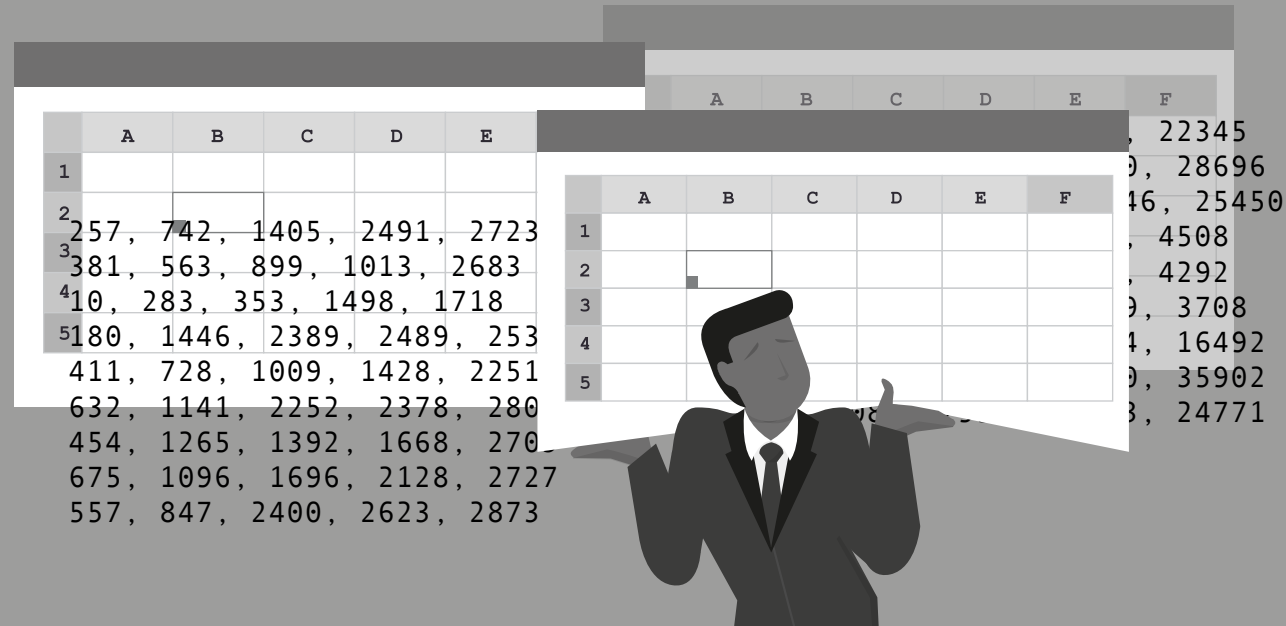 A B C D E F
A B C D E
1
2
3
4
5
257, 742, 1405, 2491, 2723
381, 563, 899, 1013, 2683
10, 283, 353, 1498, 1718
180, 1446, 2389, 2489, 253
411, 728, 1009, 1428, 2251
632, 1141, 2252, 2378, 280
454, 1265, 1392, 1668,
675, 1096, 1696, 2128, 2727
557, 847, 2400, 2623, 2873
A B C D E F
1
2
3
4
5
, 22345
, 28696
, 25450
, 4508
, 4292
, 3708
, 16492
, 35902
, 24771